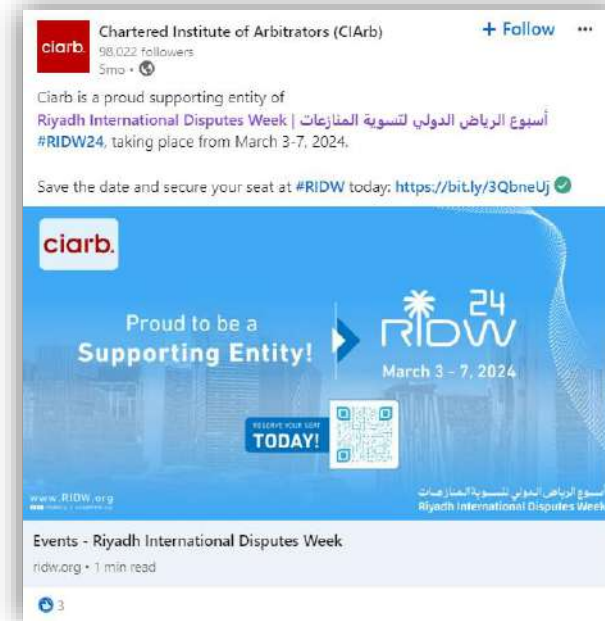 ciarb.
Chartered Institute of Arbitrators (CIArb)
+ Follow
98,022 followers
5mo
Ciarb is a proud supporting entity of
Riyadh International Disputes Week | أسبوع الرياض الدولي لتسوية المنازعات
#RIDW24, taking place from March 3-7, 2024.
Save the date and secure your seat at #RIDW today: https://bit.ly/3QbneUj
ciarb.
Proud to be a
Supporting Entity!
24
RIDW
March 3 - 7, 2024
RESERVE YOUR SEAT
TODAY!
www.RIDW.org
أسبوع الرياض الدولي لتسوية المنازعات
Riyadh International Disputes Week
Events - Riyadh International Disputes Week
ridw.org • 1 min read
3